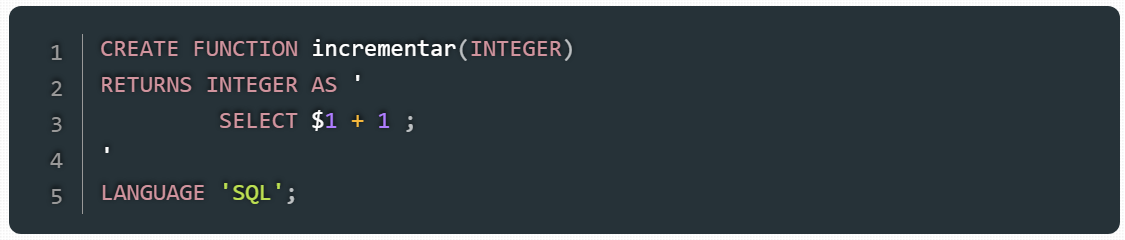 1 CREATE FUNCTION incrementar(INTEGER)
2 RETURNS INTEGER AS '
3          SELECT $1 + 1 ;
4 '
5 LANGUAGE 'SQL';